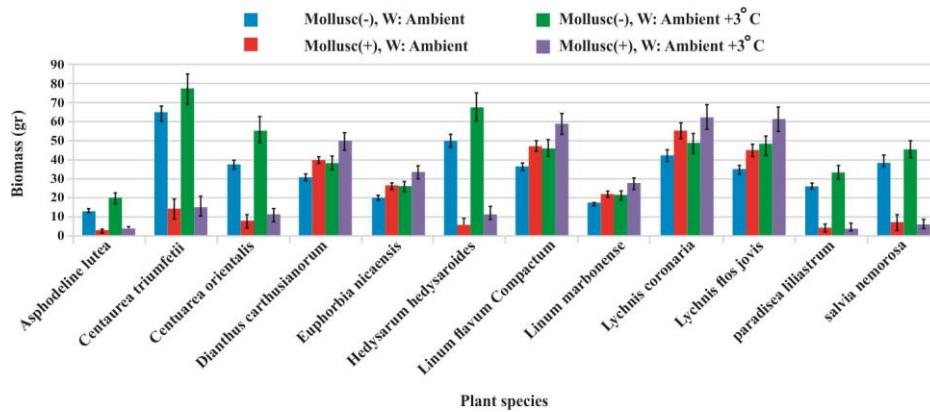 Mollusc(-), W: Ambient
Mollusc(-), W: Ambient +3°C
Mollusc(+), W: Ambient
Mollusc(+), W: Ambient +3°C
Biomass (gr)
90
80
70
60
50
40
30
20
10
0
Asphodeline lutea
Centaurea triumfetii
Centuarea orientalis
Dianthus carthusianorum
Euphorbia nicaensis
Hedysarum hedysaroides
Linum flavum Compactum
Linum marbonense
Lychnis coronaria
Lychnis flos jovis
paradisea liliastrum
salvia nemorosa
Plant species